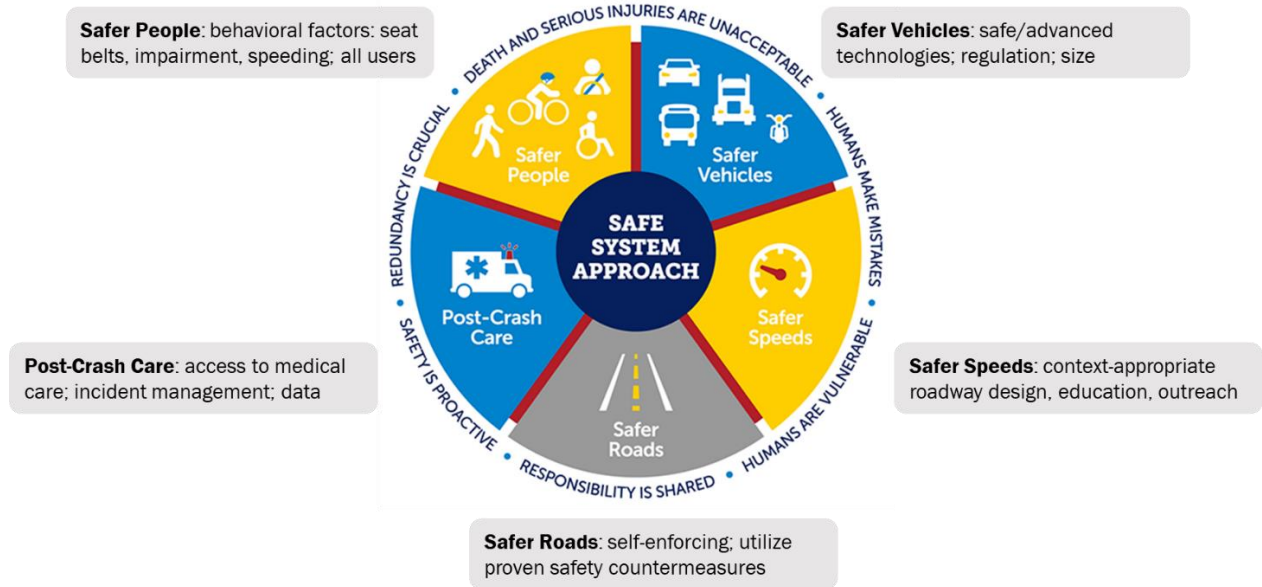 Safer People: behavioral factors: seat
belts, impairment, speeding; all users
Safer Vehicles: safe/advanced
technologies; regulation; size
DEATH AND SERIOUS INJURIES ARE UNACCEPTABLE
HUMANS MAKE MISTAKES
HUMANS ARE VULNERABLE
RESPONSIBILITY IS SHARED
SAFETY IS PROACTIVE
REDUNDANCY IS CRUCIAL
Safer
People
Safer
Vehicles
SAFE
SYSTEM
APPROACH
Post-Crash
Care
Safer
Speeds
Safer
Roads
Post-Crash Care: access to medical
care; incident management; data
Safer Speeds: context-appropriate
roadway design, education, outreach
Safer Roads: self-enforcing; utilize
proven safety countermeasures